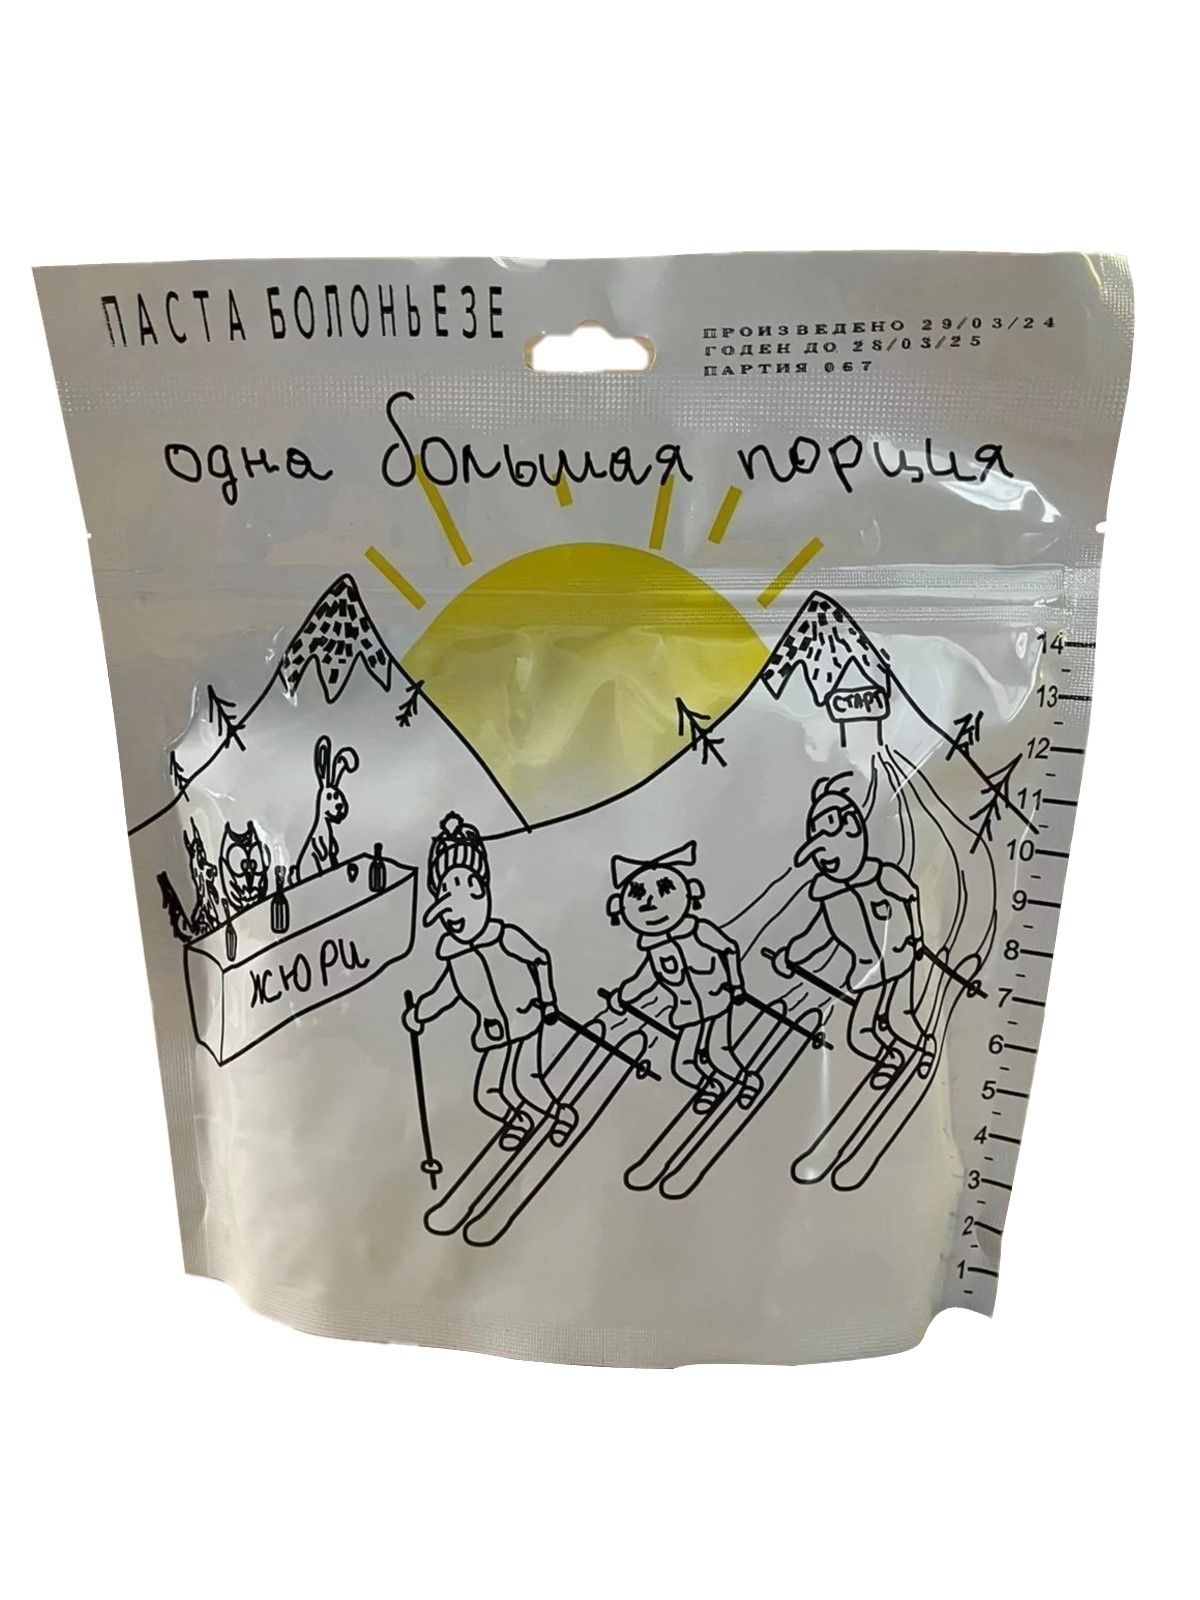 ПАСТА БОЛОНЬЕЗЕ
ПРОИЗВЕДЕНО 29/03/24
ГОДЕН ДО 28/03/25
ПАРТИЯ 067
одна большая порция
СТАРТ
ЖЮРИ
14
13
12
11
10
9
8
7
6
5
4
3
2
1